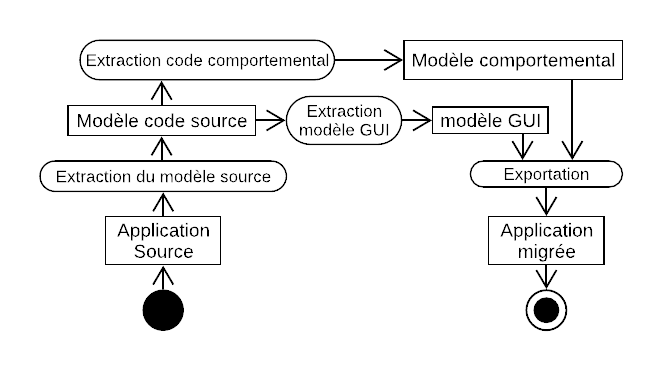 Extraction code comportemental
Modèle comportemental
Modèle code source
Extraction
modèle GUI
modèle GUI
Extraction du modèle source
Exportation
Application
Source
Application
migrée